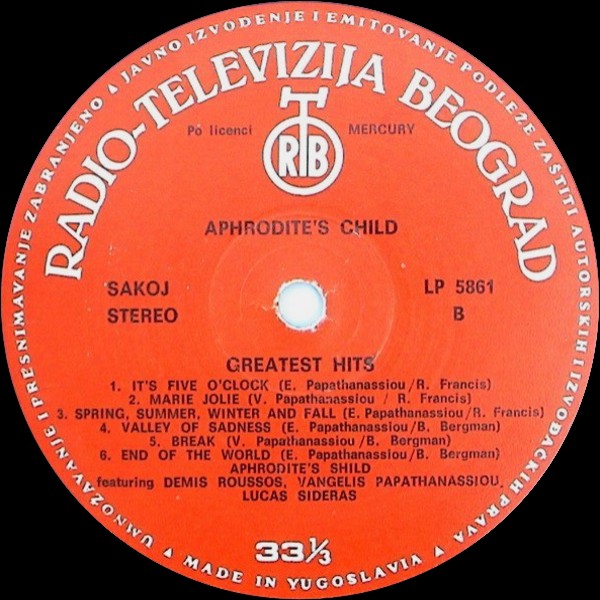 UMNOŽAVANJE I PRESNIMAVANJE ZABRANJENO ▲ JAVNO IZVOĐENJE I EMITOVANJE PODLEŽE ZAŠTITI AUTORSKIH I IZVOĐAČKIH PRAVA ▲
RADIO-TELEVIZIJA BEOGRAD
Po licenci MERCURY
RTB
APHRODITE'S CHILD
SAKOJ LP 5861
STEREO B
GREATEST HITS
1. IT'S FIVE O'CLOCK (E. Papathanassiou/R. Francis)
2. MARIE JOLIE (V. Papathanassiou / R. Francis)
3. SPRING, SUMMER, WINTER AND FALL (E. Papathanassiou/R. Francis)
4. VALLEY OF SADNESS (E. Papathanassiou/B. Bergman)
5. BREAK (V. Papathanassiou/B. Bergman)
6. END OF THE WORLD (E. Papathanassiou/B. Bergman)
APHRODITE'S SHILD
featuring DEMIS ROUSSOS, VANGELIS PAPATHANASSIOU,
LUCAS SIDERAS
33⅓
MADE IN YUGOSLAVIA ▲